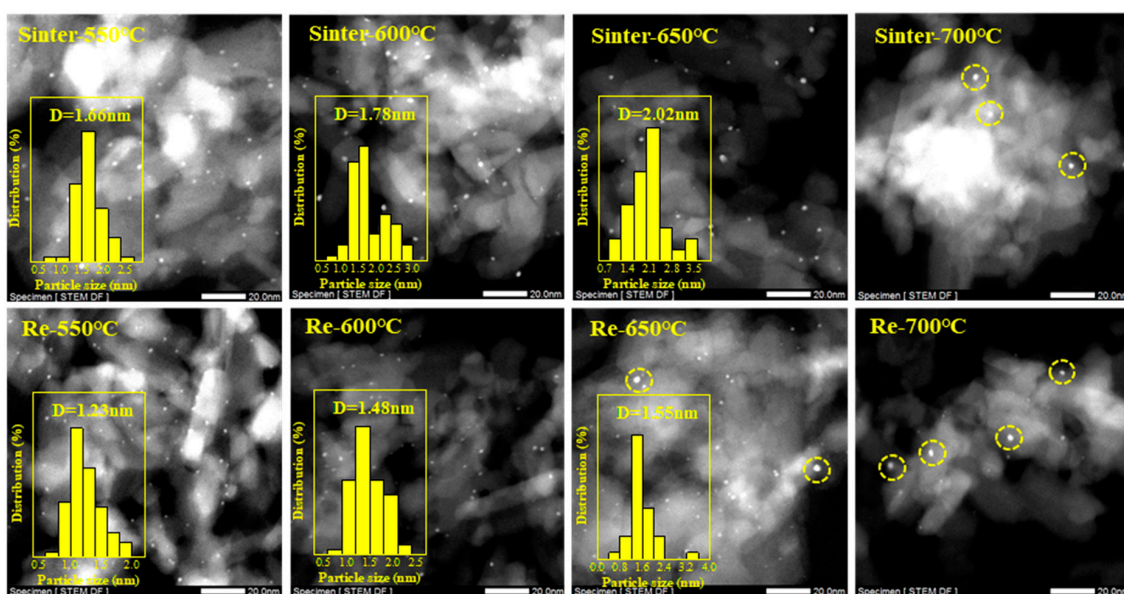 Sinter-550°C
D=1.66nm
Distribution (%)
0.5 1.0 1.5 2.0 2.5
Particle size (nm)
Specimen [ STEM DF ]
20.0nm
Sinter-600°C
D=1.78nm
Distribution (%)
0.5 1.0 1.5 2.0 2.5 3.0
Particle size (nm)
Specimen [ STEM DF ]
20.0nm
Sinter-650°C
D=2.02nm
Distribution (%)
0.7 1.4 2.1 2.8 3.5
Particle size (nm)
Specimen [ STEM DF ]
20.0nm
Sinter-700°C
Specimen [ STEM DF ]
20.0nm
Re-550°C
D=1.23nm
Distribution (%)
0.5 1.0 1.5 2.0
Particle size (nm)
Specimen [ STEM DF ]
20.0nm
Re-600°C
D=1.48nm
Distribution (%)
0.5 1.0 1.5 2.0 2.5
Particle size (nm)
Specimen [ STEM DF ]
20.0nm
Re-650°C
D=1.55nm
Distribution (%)
0.0 0.8 1.6 2.4 3.2 4.0
Particle size (nm)
Specimen [ STEM DF ]
20.0nm
Re-700°C
Specimen [ STEM DF ]
20.0nm